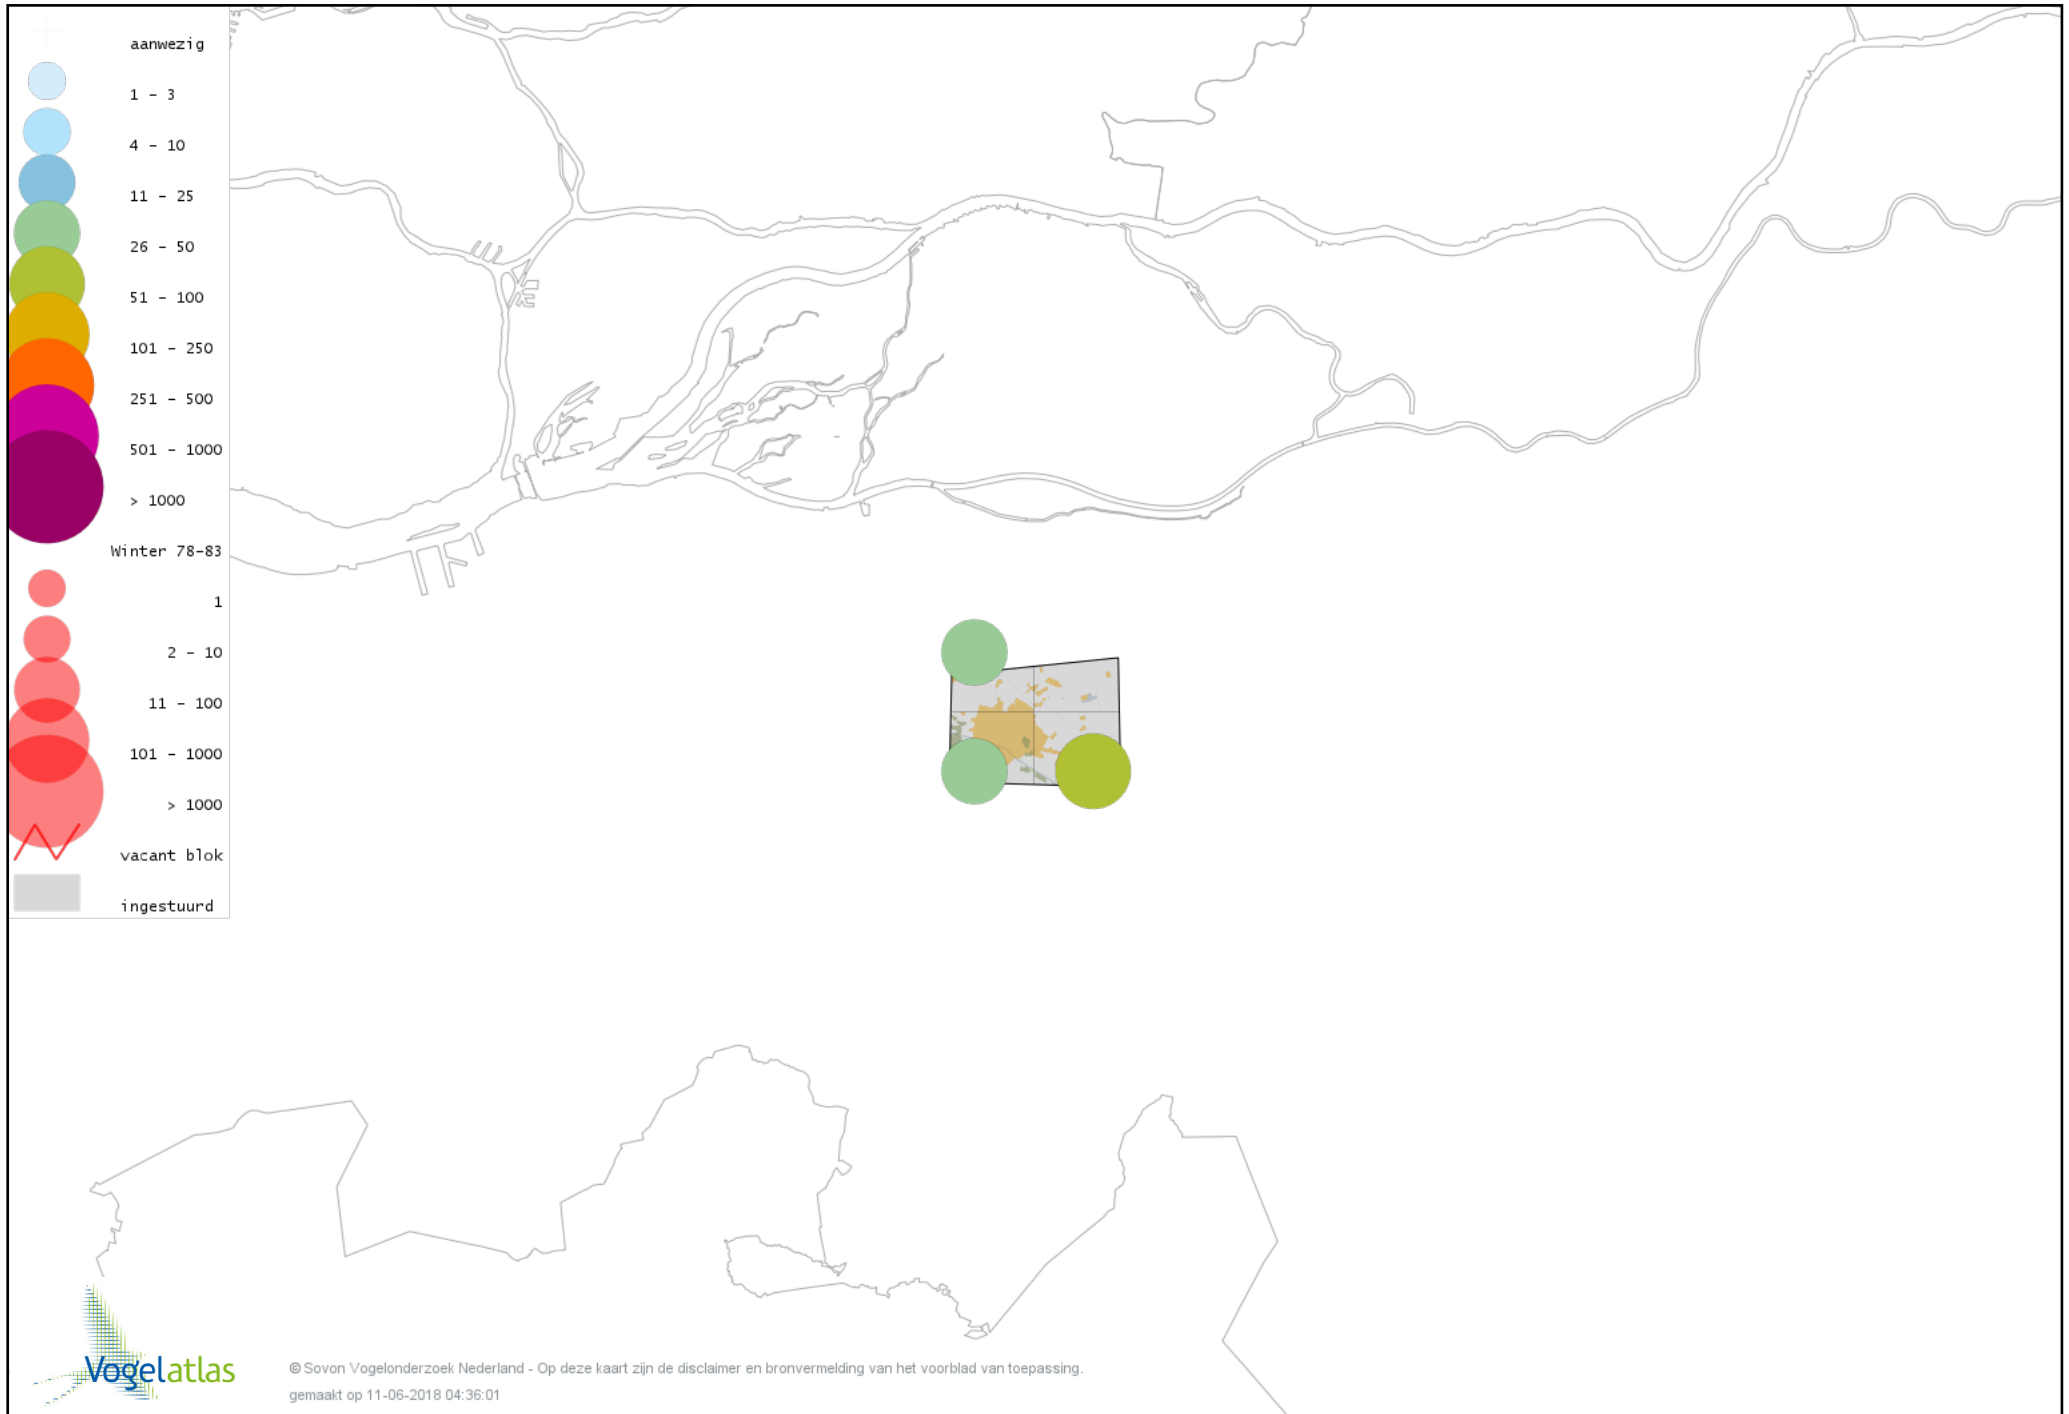 aanwezig
1 - 3
4 - 10
11 - 25
26 - 50
51 - 100
101 - 250
251 - 500
501 - 1000
> 1000
Winter 78-83
1
2 - 10
11 - 100
101 - 1000
> 1000
vacant blok
ingestuurd
Vogelatlas
© Sovon Vogelonderzoek Nederland - Op deze kaart zijn de disclaimer en bronvermelding van het voorblad van toepassing.
gemaakt op 11-06-2018 04:36:01